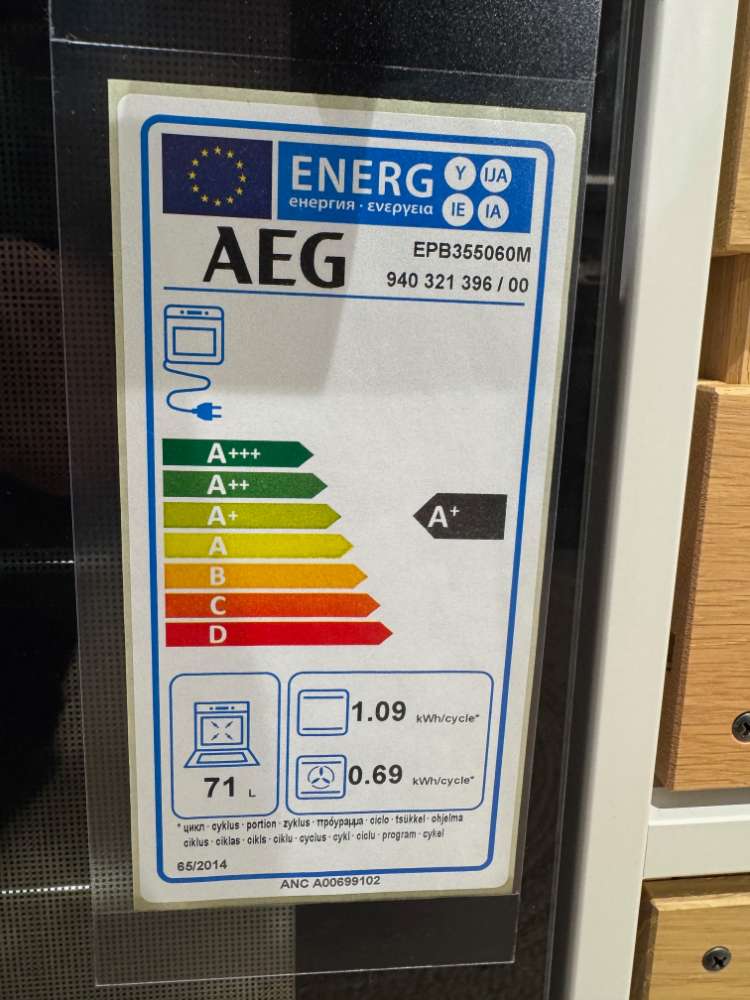 ENERG Y IJA
енергия · ενεργεια IE IA
AEG
EPB355060M
940 321 396 / 00
A+++
A++
A+
A
B
C
D
A+
71 L
1.09 kWh/cycle*
0.69 kWh/cycle*
* цикл · cyklus · portion · zyklus · πρόγραμμα · ciclo · tsükkel · ohjelma
ciklus · ciklas · cikls · ċiklu · cyclus · cykl · ciclu · program · cykel
65/2014
ANC A00699102